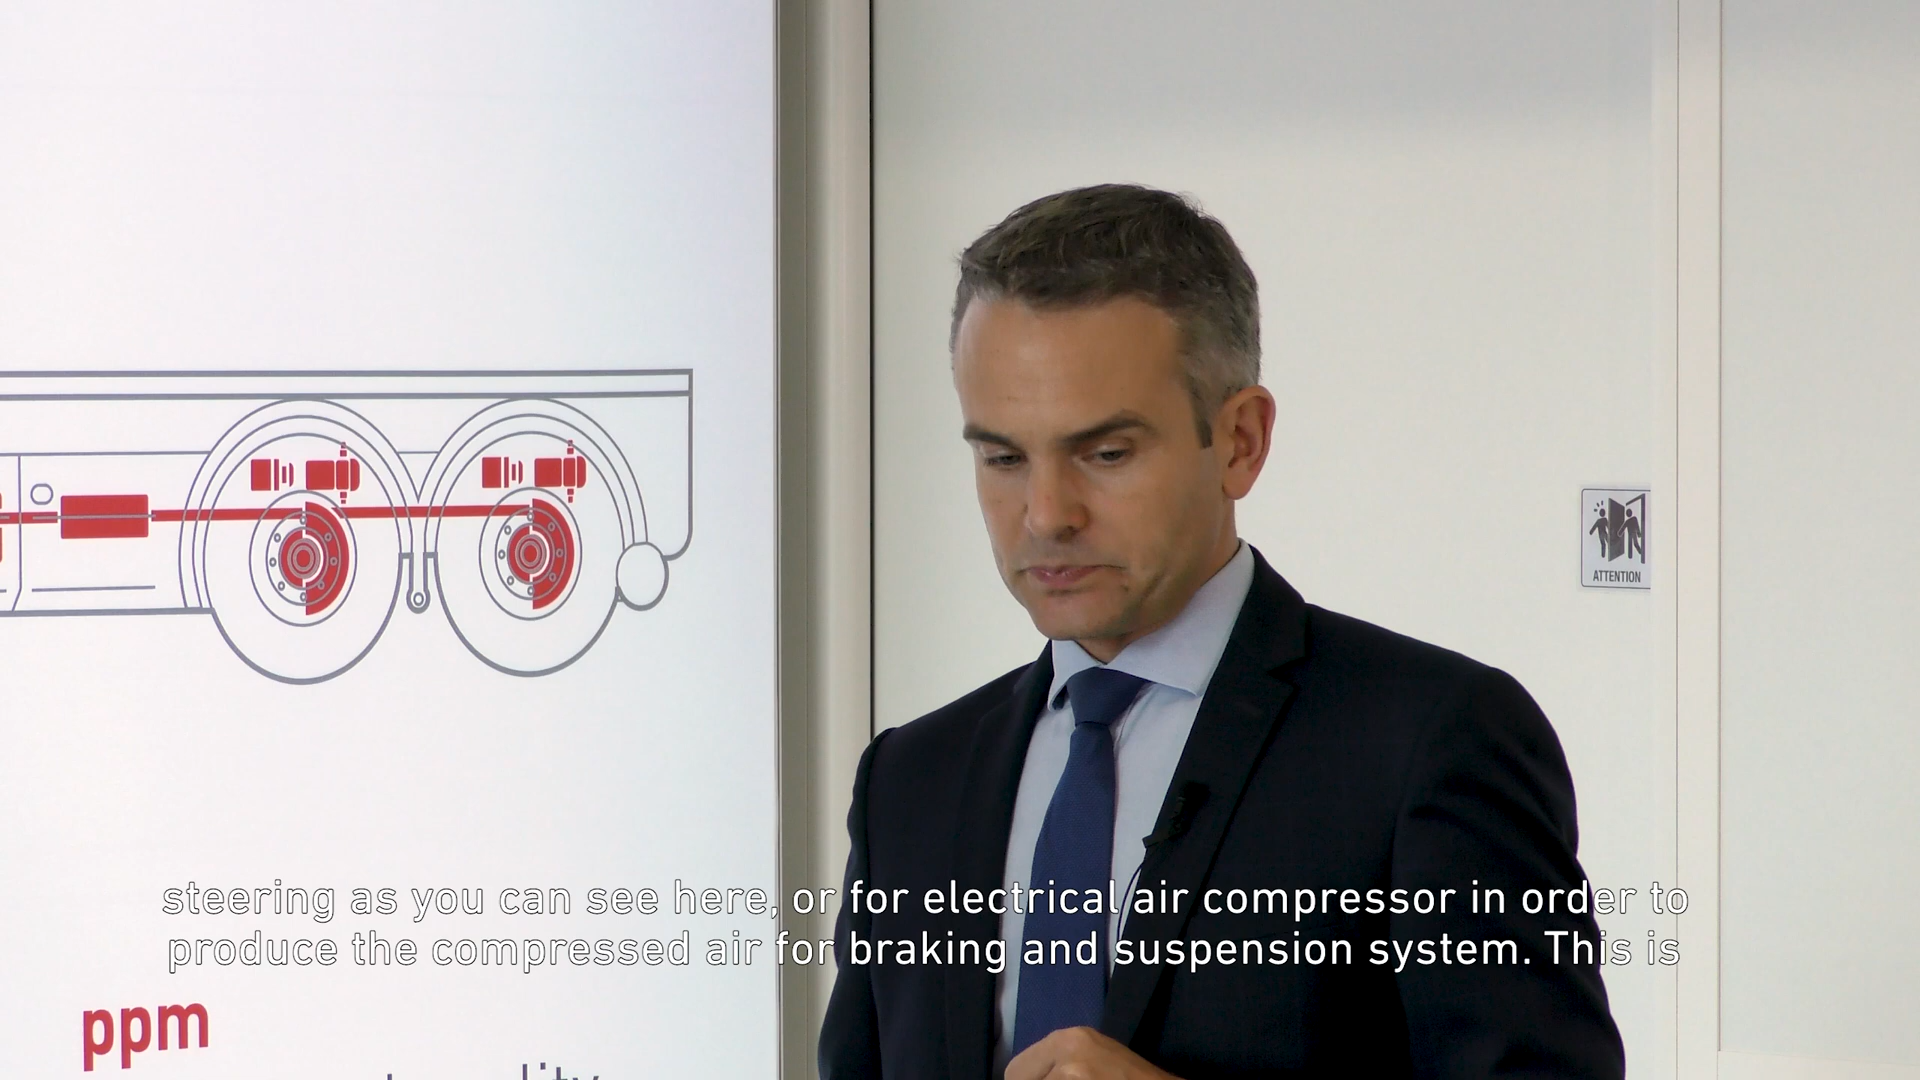 ATTENTION
steering as you can see here, or for electrical air compressor in order to
produce the compressed air for braking and suspension system. This is
ppm